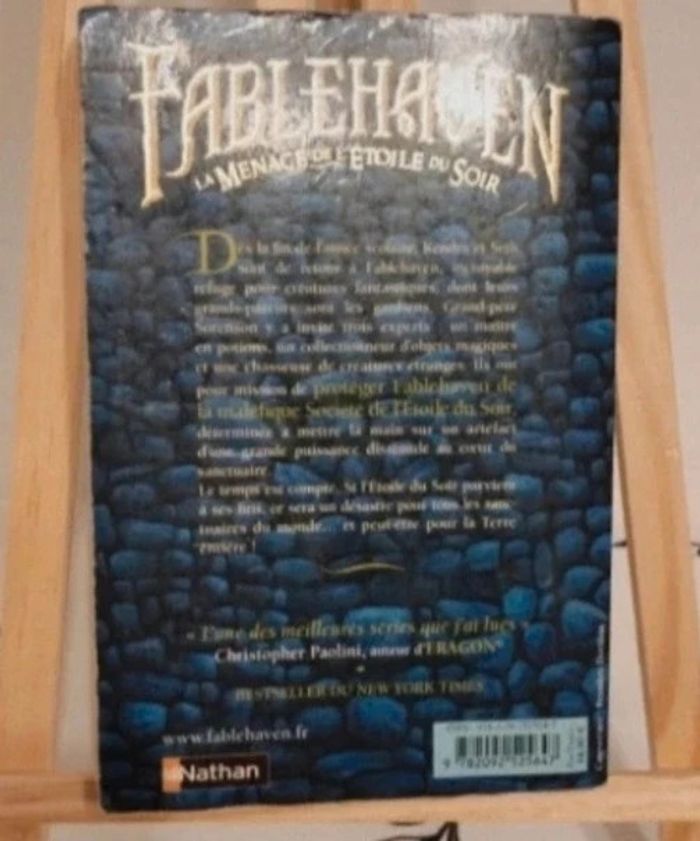 FABLEHAVEN
LA MENACE DE L'ÉTOILE DU SOIR
Dès la fin de l'année scolaire, Kendra et Seth
sont de retour à Fablehaven, incroyable
refuge pour créatures fantastiques, dont leurs
grands-parents sont les gardiens. Grand-père
Sorenson y a invité trois experts : un maître
en potions, un collectionneur d'objets magiques
et une chasseuse de créatures étranges. Ils ont
pour mission de protéger Fablehaven de
la maléfique Société de l'Étoile du Soir,
déterminée à mettre la main sur un artefact
d'une grande puissance dissimulé au cœur du
sanctuaire.
Le temps est compté. Si l'Étoile du Soir parvient
à ses fins, ce sera un désastre pour tous les sanc-
tuaires du monde... et peut-être pour la Terre
entière !
« L'une des meilleures séries que j'ai lues »
Christopher Paolini, auteur d'ERAGON®
BESTSELLER DU NEW YORK TIMES
www.fablehaven.fr
Nathan
9 782092 525647